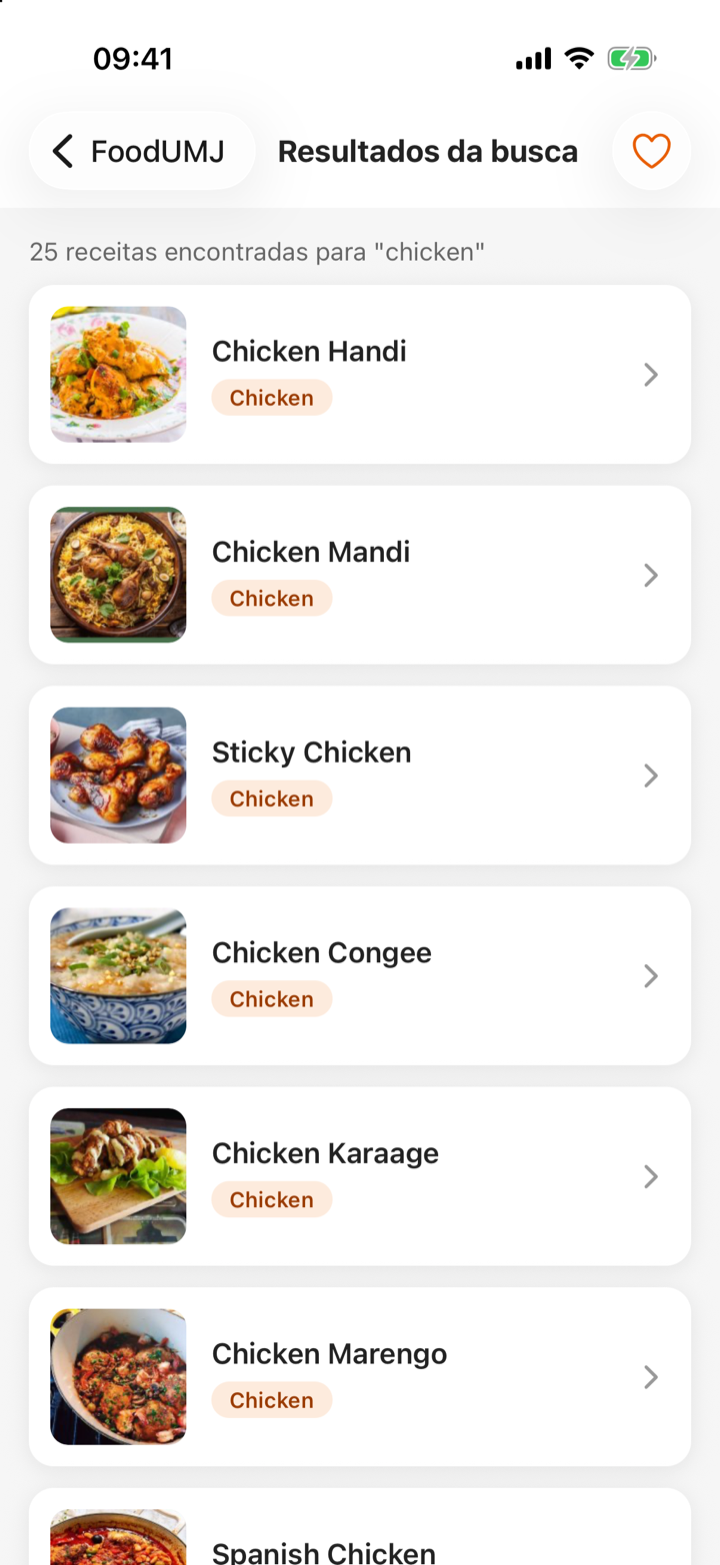 09:41
FoodUMJ
Resultados da busca
25 receitas encontradas para "chicken"
Chicken Handi
Chicken
Chicken Mandi
Chicken
Sticky Chicken
Chicken
Chicken Congee
Chicken
Chicken Karaage
Chicken
Chicken Marengo
Chicken
Spanish Chicken